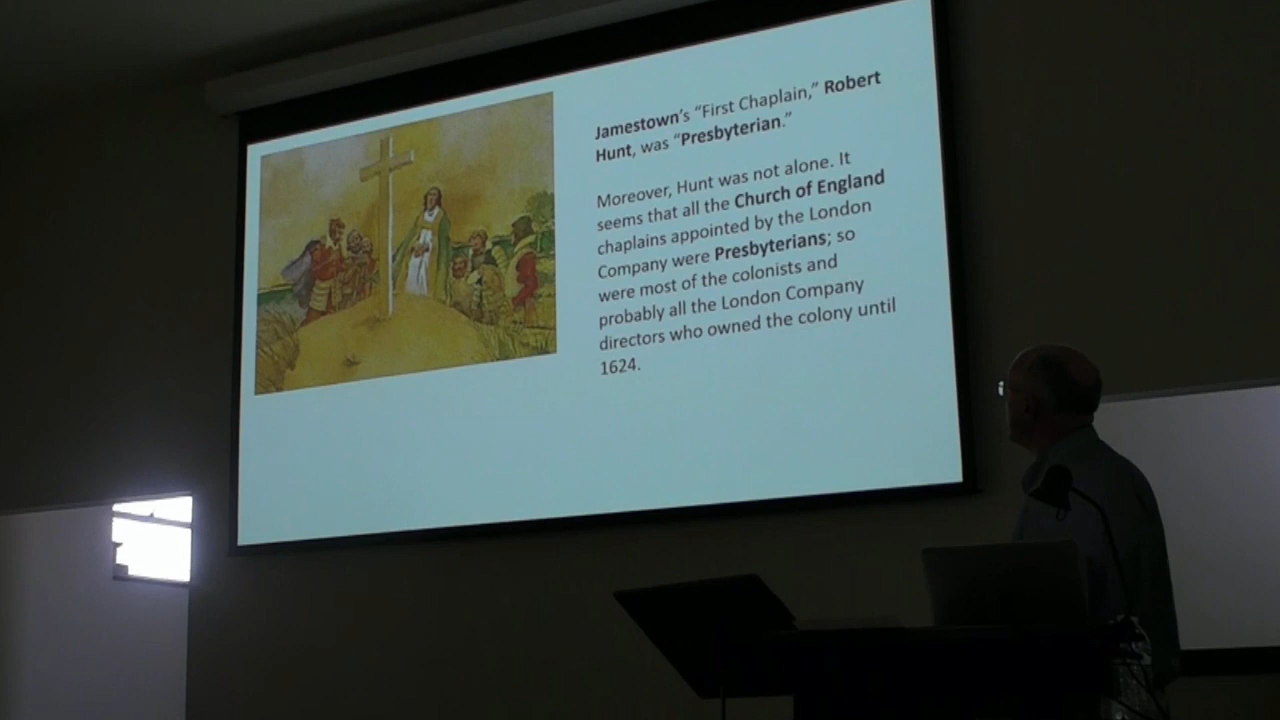 Jamestown's “First Chaplain,” Robert
Hunt, was “Presbyterian.”
Moreover, Hunt was not alone. It
seems that all the Church of England
chaplains appointed by the London
Company were Presbyterians; so
were most of the colonists and
probably all the London Company
directors who owned the colony until
1624.